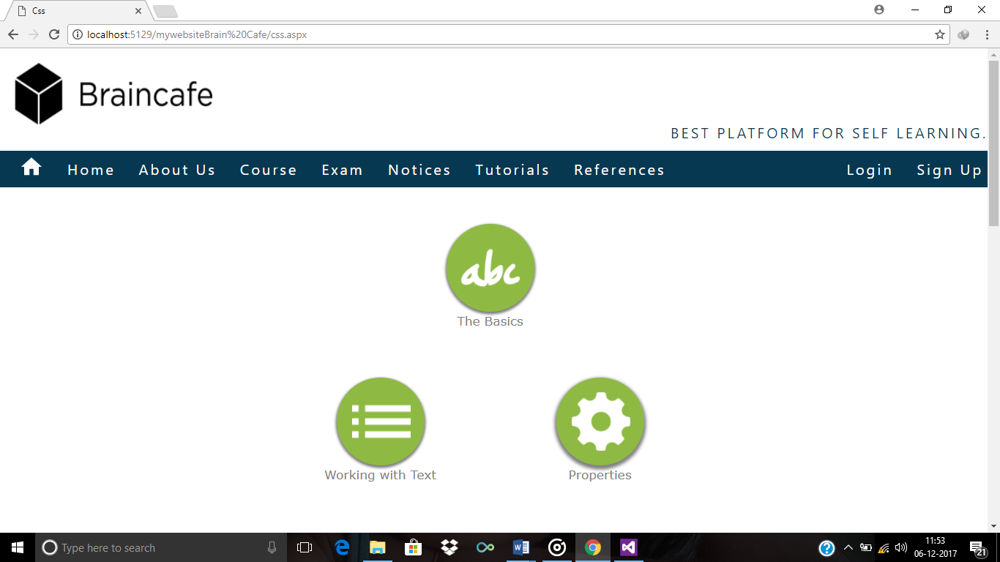 Css
localhost:5129/mywebsiteBrain%20Cafe/css.aspx
Braincafe
BEST PLATFORM FOR SELF LEARNING.
Home About Us Course Exam Notices Tutorials References Login Sign Up
abc
The Basics
Working with Text Properties
Type here to search
11:53
06-12-2017
21